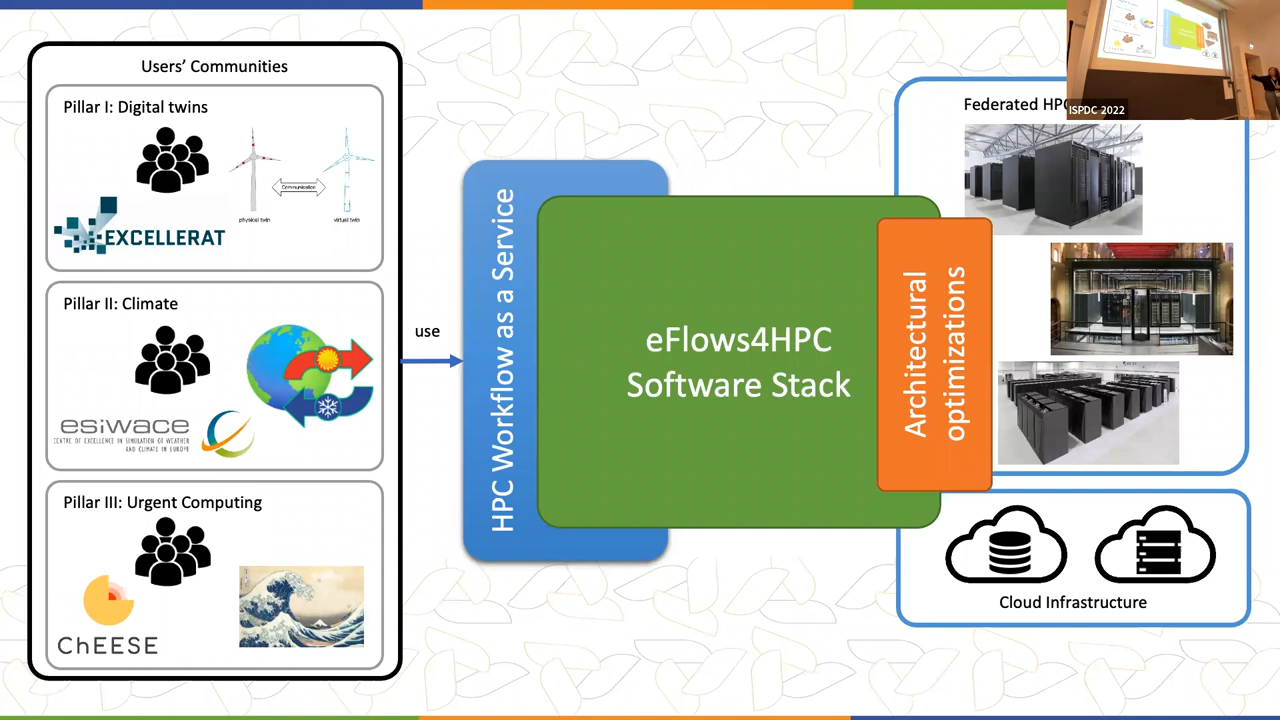 Users' Communities
Pillar I: Digital twins
Communication
physical twin
virtual twin
EXCELLERAT
Pillar II: Climate
esiwace
CENTRE OF EXCELLENCE IN SIMULATION OF WEATHER
AND CLIMATE IN EUROPE
Pillar III: Urgent Computing
ChEESE
use
HPC Workflow as a Service
eFlows4HPC
Software Stack
Architectural
optimizations
Federated HPC
ISPDC 2022
Cloud Infrastructure